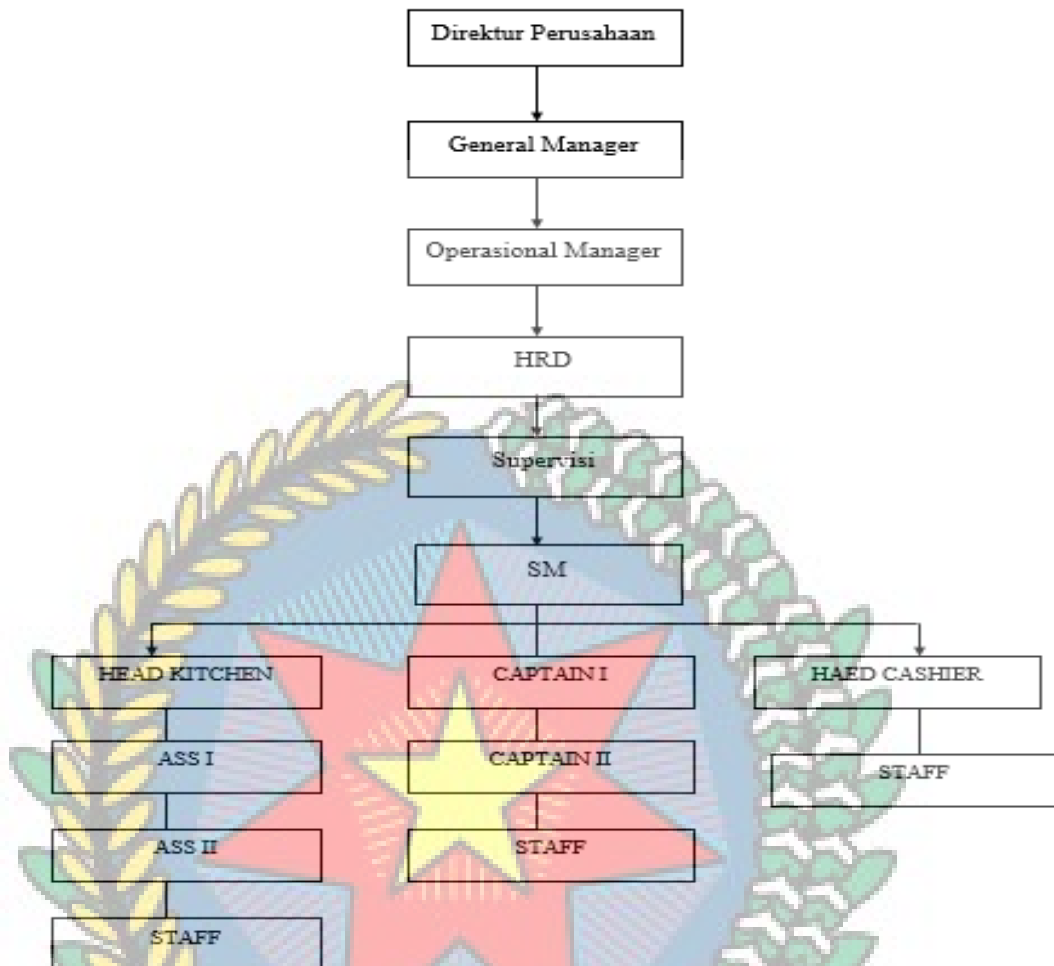 Direktur Perusahaan
General Manager
Operasional Manager
HRD
Supervisi
SM
HEAD KITCHEN
CAPTAIN I
HAED CASHIER
ASS I
CAPTAIN II
STAFF
ASS II
STAFF
STAFF